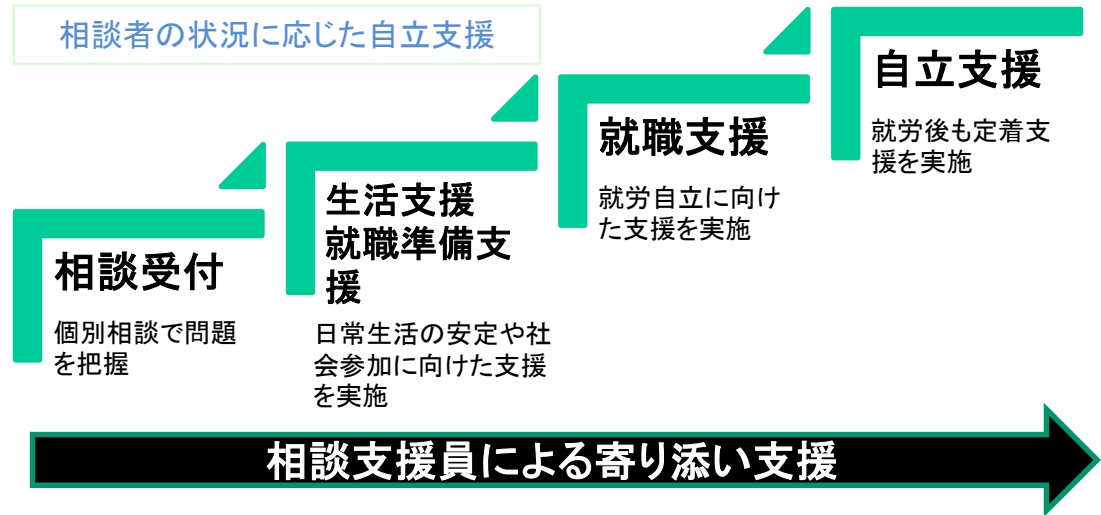 相談者の状況に応じた自立支援
相談受付
個別相談で問題
を把握
生活支援
就職準備支
援
日常生活の安定や社
会参加に向けた支援
を実施
就職支援
就労自立に向け
た支援を実施
自立支援
就労後も定着支
援を実施
相談支援員による寄り添い支援